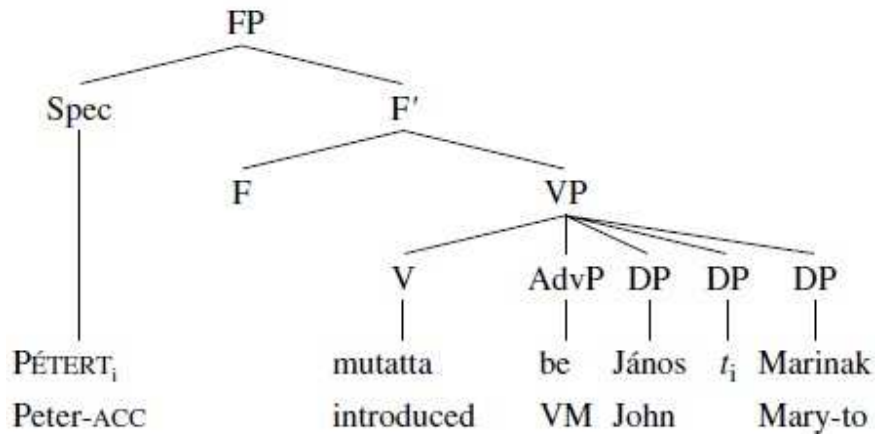 FP
Spec F′
F VP
V AdvP DP DP DP
PÉTERTi mutatta be János ti Marinak
Peter-ACC introduced VM John Mary-to